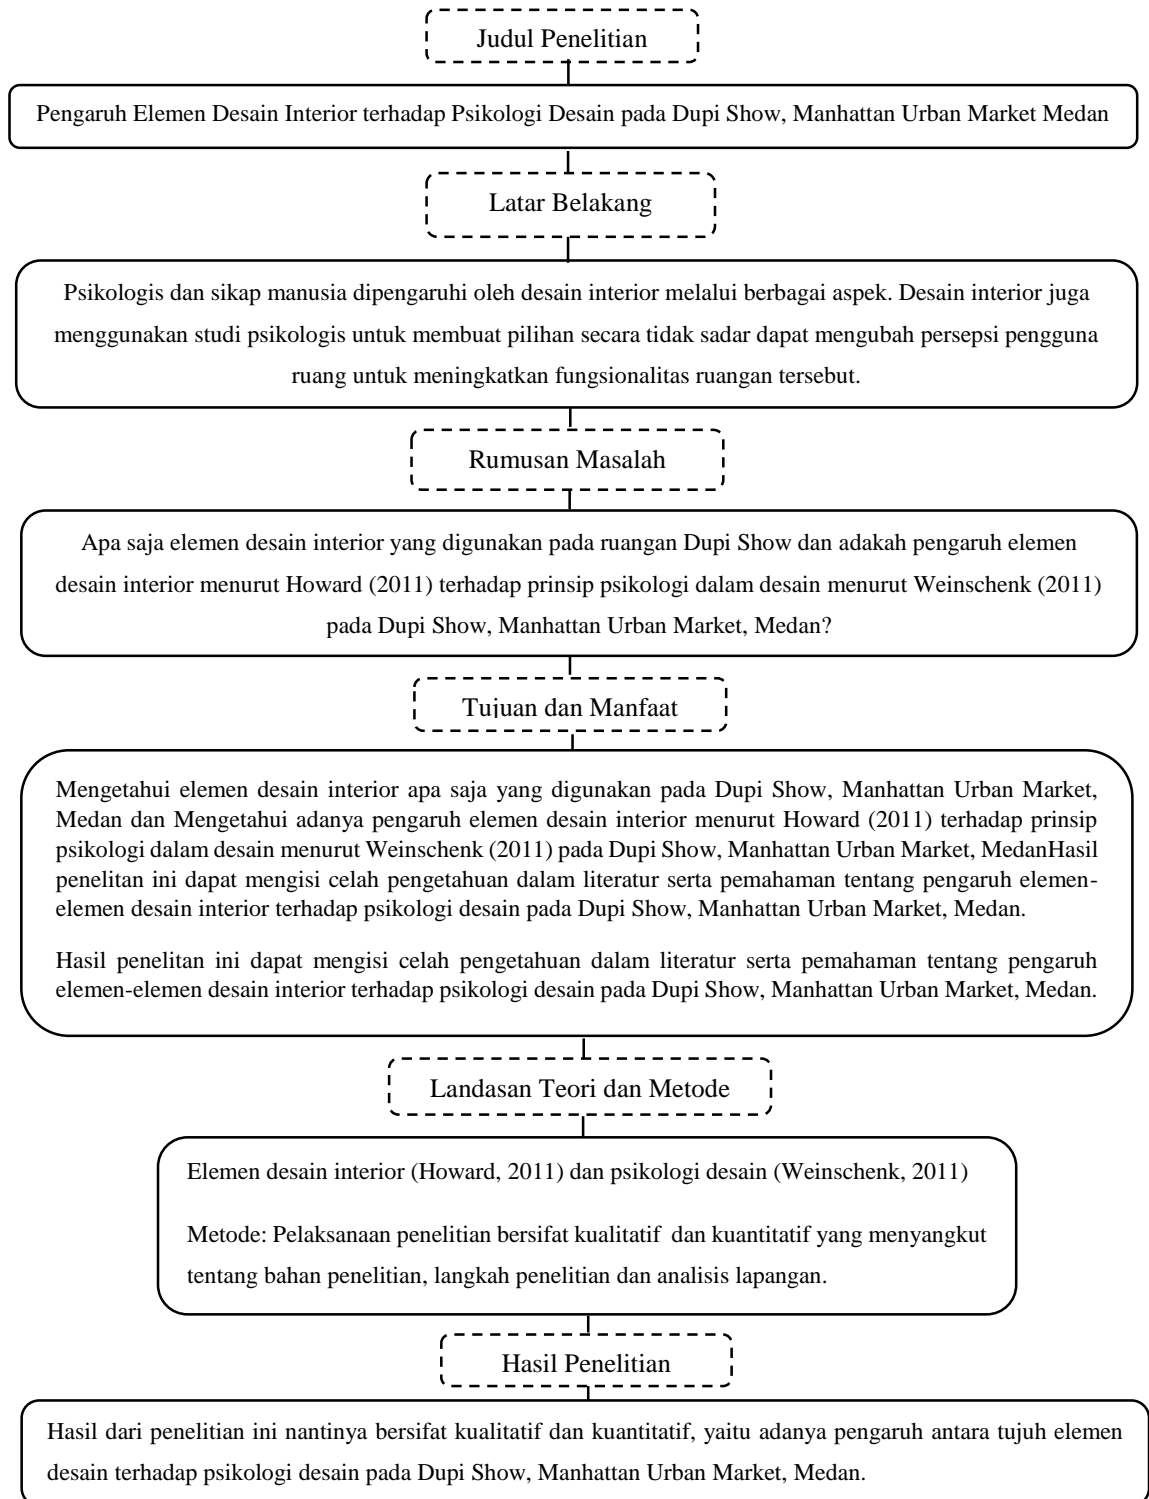 Judul Penelitian
Pengaruh Elemen Desain Interior terhadap Psikologi Desain pada Dupi Show, Manhattan Urban Market Medan
Latar Belakang
Psikologis dan sikap manusia dipengaruhi oleh desain interior melalui berbagai aspek. Desain interior juga
menggunakan studi psikologis untuk membuat pilihan secara tidak sadar dapat mengubah persepsi pengguna
ruang untuk meningkatkan fungsionalitas ruangan tersebut.
Rumusan Masalah
Apa saja elemen desain interior yang digunakan pada ruangan Dupi Show dan adakah pengaruh elemen
desain interior menurut Howard (2011) terhadap prinsip psikologi dalam desain menurut Weinschenk (2011)
pada Dupi Show, Manhattan Urban Market, Medan?
Tujuan dan Manfaat
Mengetahui elemen desain interior apa saja yang digunakan pada Dupi Show, Manhattan Urban Market,
Medan dan Mengetahui adanya pengaruh elemen desain interior menurut Howard (2011) terhadap prinsip
psikologi dalam desain menurut Weinschenk (2011) pada Dupi Show, Manhattan Urban Market, MedanHasil
penelitan ini dapat mengisi celah pengetahuan dalam literatur serta pemahaman tentang pengaruh elemen-
elemen desain interior terhadap psikologi desain pada Dupi Show, Manhattan Urban Market, Medan.
Hasil penelitan ini dapat mengisi celah pengetahuan dalam literatur serta pemahaman tentang pengaruh
elemen-elemen desain interior terhadap psikologi desain pada Dupi Show, Manhattan Urban Market, Medan.
Landasan Teori dan Metode
Elemen desain interior (Howard, 2011) dan psikologi desain (Weinschenk, 2011)
Metode: Pelaksanaan penelitian bersifat kualitatif dan kuantitatif yang menyangkut
tentang bahan penelitian, langkah penelitian dan analisis lapangan.
Hasil Penelitian
Hasil dari penelitian ini nantinya bersifat kualitatif dan kuantitatif, yaitu adanya pengaruh antara tujuh elemen
desain terhadap psikologi desain pada Dupi Show, Manhattan Urban Market, Medan.